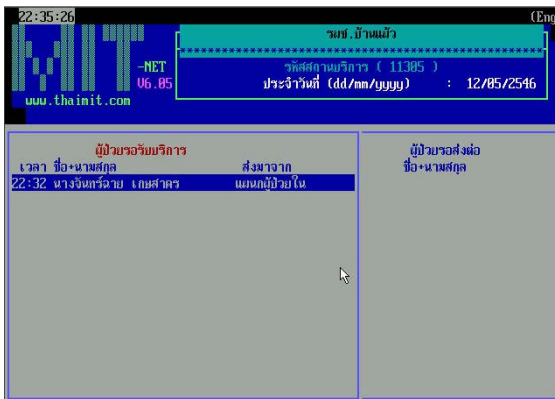 22:35:26
(Eng
รพช.บ้านแพ้ว
MIT
-NET
รหัสสถานบริการ ( 11305 )
V6.05
ประจำวันที่ (dd/mm/yyyy) : 12/05/2546
www.thaimit.com
ผู้ป่วยรอรับบริการ
เวลา ชื่อ+นามสกุล ส่งมาจาก
22:32 นางจันทร์ฉาย เกษสาคร แผนกผู้ป่วยใน
ผู้ป่วยรอส่งต่อ
ชื่อ+นามสกุล